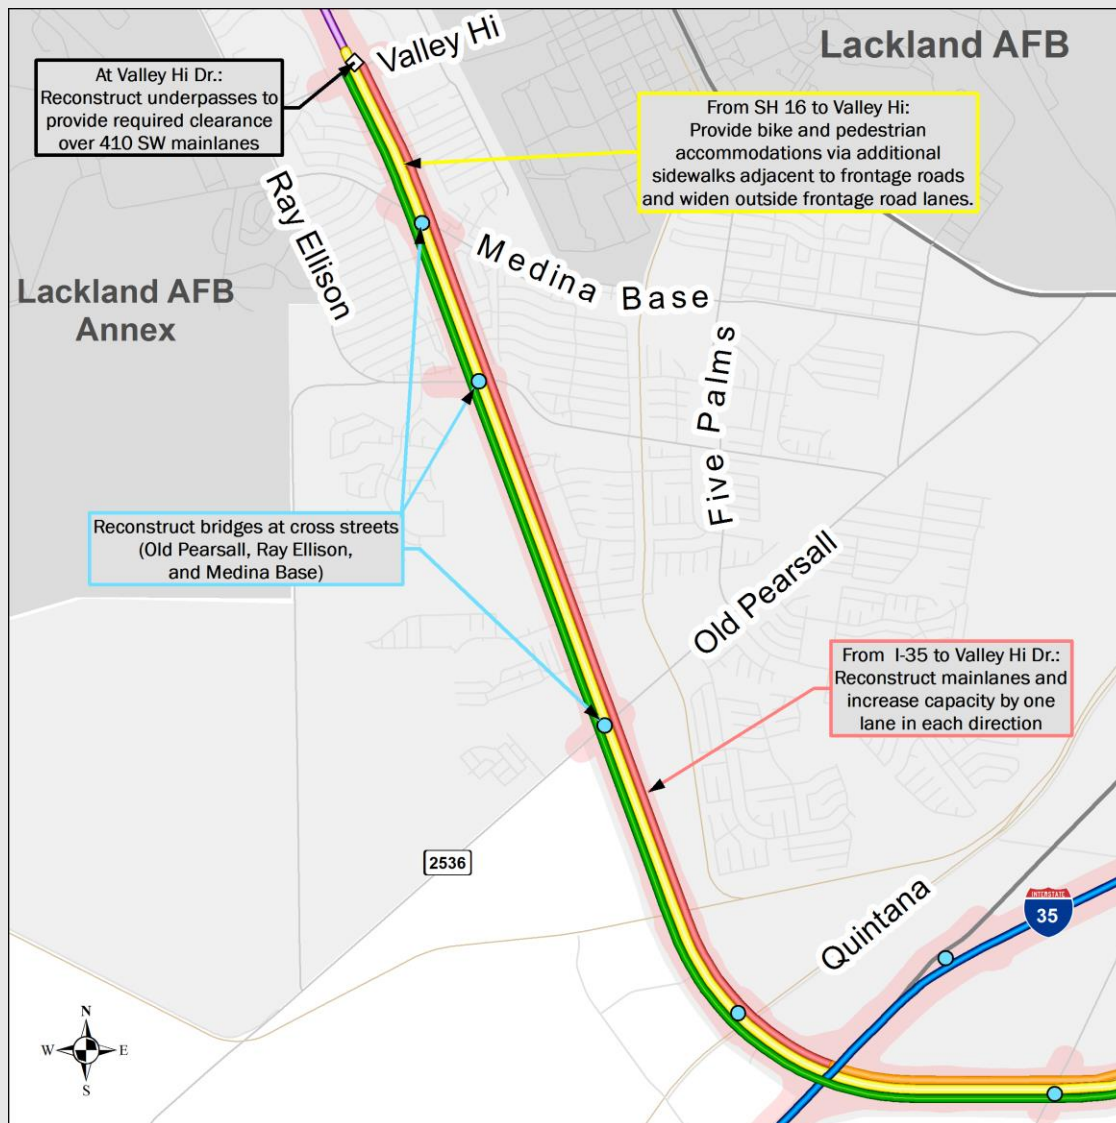 Valley Hi
Lackland AFB
At Valley Hi Dr.:
Reconstruct underpasses to
provide required clearance
over 410 SW mainlanes
From SH 16 to Valley Hi:
Provide bike and pedestrian
accommodations via additional
sidewalks adjacent to frontage roads
and widen outside frontage road lanes.
Ray Ellison
Medina Base
Lackland AFB
Annex
Five Palms
Reconstruct bridges at cross streets
(Old Pearsall, Ray Ellison,
and Medina Base)
Old Pearsall
From I-35 to Valley Hi Dr.:
Reconstruct mainlanes and
increase capacity by one
lane in each direction
2536
Quintana
INTERSTATE
35
N
W E
S